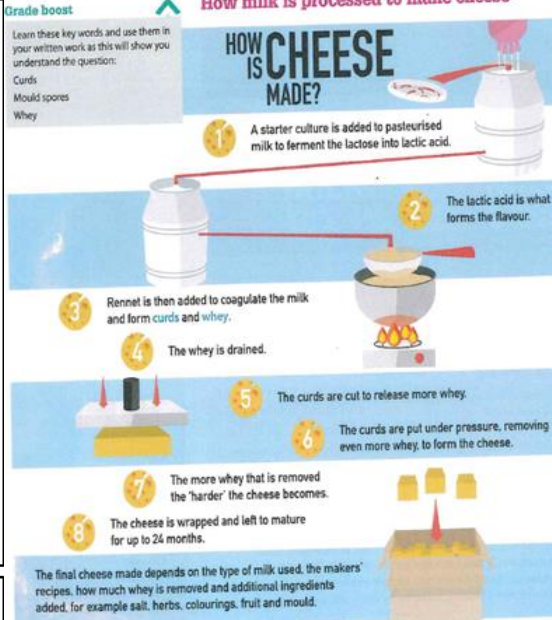 Grade boost
How milk is processed to make cheese
Learn these key words and use them in
your written work as this will show you
understand the question:
Curds
Mould spores
Whey
HOW
IS CHEESE
MADE?
1
A starter culture is added to pasteurised
milk to ferment the lactose into lactic acid.
2
The lactic acid is what
forms the flavour.
3
Rennet is then added to coagulate the milk
and form curds and whey.
4
The whey is drained.
5
The curds are cut to release more whey.
6
The curds are put under pressure, removing
even more whey, to form the cheese.
7
The more whey that is removed
the 'harder' the cheese becomes.
8
The cheese is wrapped and left to mature
for up to 24 months.
The final cheese made depends on the type of milk used, the makers'
recipes, how much whey is removed and additional ingredients
added, for example salt, herbs, colourings, fruit and mould.